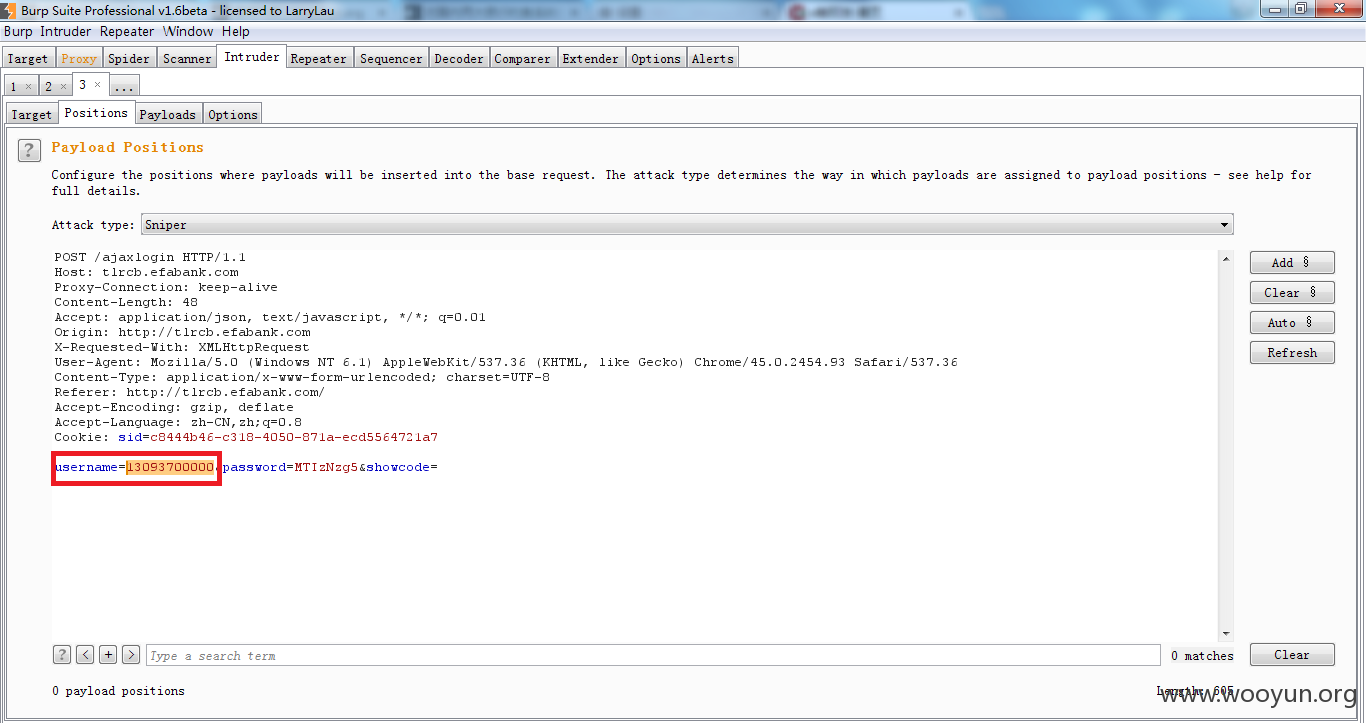 Burp Suite Professional v1.6beta - licensed to LarryLau
Burp Intruder Repeater Window Help
Target Proxy Spider Scanner Intruder Repeater Sequencer Decoder Comparer Extender Options Alerts
1 × 2 × 3 × ...
Target Positions Payloads Options
? Payload Positions
Configure the positions where payloads will be inserted into the base request. The attack type determines the way in which payloads are assigned to payload positions - see help for
full details.
Attack type: Sniper
POST /ajaxlogin HTTP/1.1
Host: tlrcb.efabank.com
Proxy-Connection: keep-alive
Content-Length: 48
Accept: application/json, text/javascript, */*; q=0.01
Origin: http://tlrcb.efabank.com
X-Requested-With: XMLHttpRequest
User-Agent: Mozilla/5.0 (Windows NT 6.1) AppleWebKit/537.36 (KHTML, like Gecko) Chrome/45.0.2454.93 Safari/537.36
Content-Type: application/x-www-form-urlencoded; charset=UTF-8
Referer: http://tlrcb.efabank.com/
Accept-Encoding: gzip, deflate
Accept-Language: zh-CN,zh;q=0.8
Cookie: sid=c8444b46-c318-4050-871a-ecd5564721a7
username=13093700000&password=MTIzNzg5&showcode=
Add §
Clear §
Auto §
Refresh
? < + > Type a search term
0 matches
Clear
0 payload positions
Length: 605
www.wooyun.org